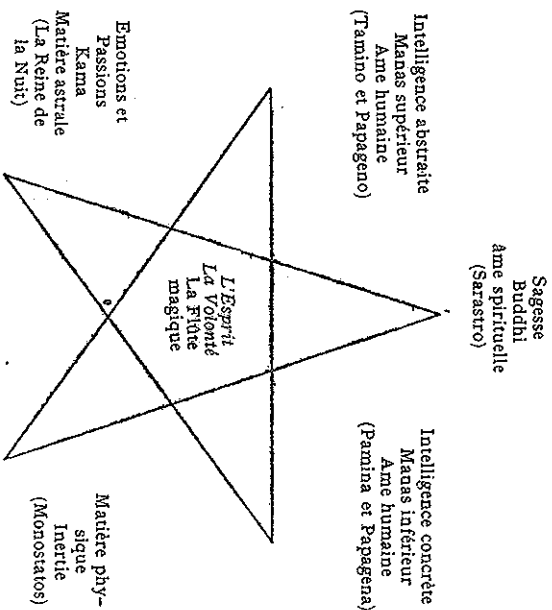 Sagesse
Buddhi
âme spirituelle
(Sarastro)
Intelligence abstraite
Manas supérieur
Ame humaine
(Tamino et Papageno)
Intelligence concrète
Manas inférieur
Ame humaine
(Pamina et Papagena)
L'Esprit
La Volonté
La Flûte
magique
Emotions et
Passions
Kama
Matière astrale
(La Reine de
la Nuit)
Matière phy-
sique
Inertie
(Monostatos)